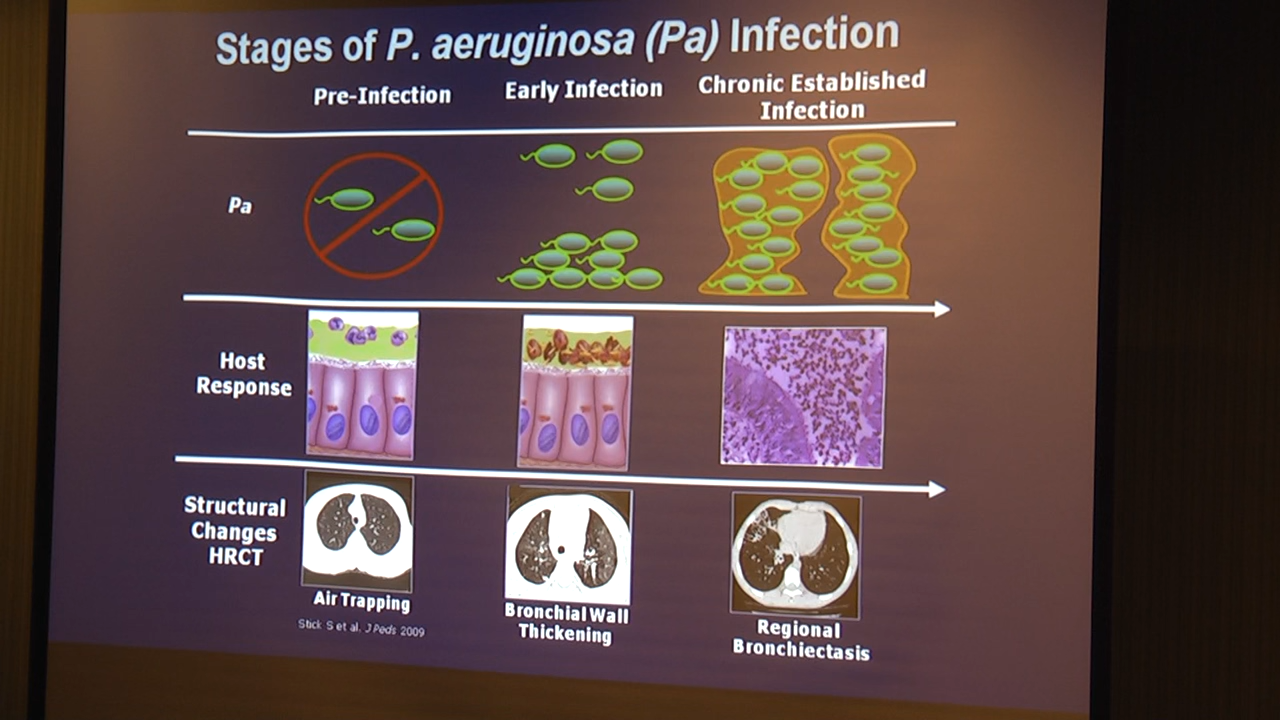 Stages of P. aeruginosa (Pa) Infection
Pre-Infection
Early Infection
Chronic Established
Infection
Pa
Host
Response
Structural
Changes
HRCT
Air Trapping
Bronchial Wall
Thickening
Regional
Bronchiectasis
Stick S et al. J Peds 2009